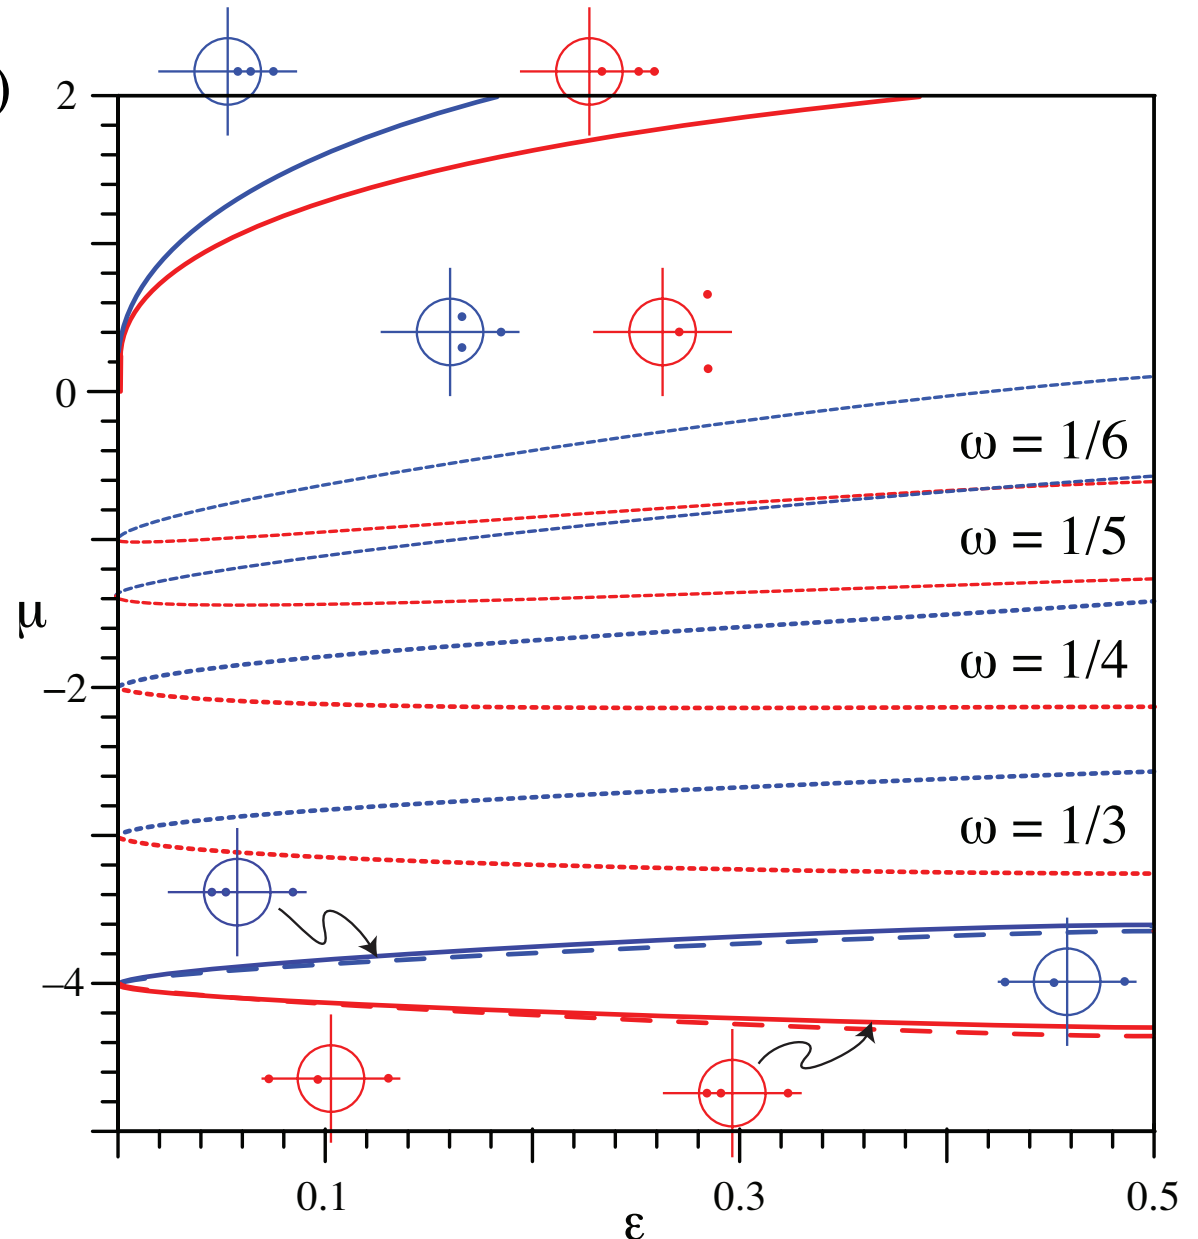 )
2
0
ω = 1/6
ω = 1/5
μ
ω = 1/4
−2
ω = 1/3
−4
0.1
0.3
0.5
ε